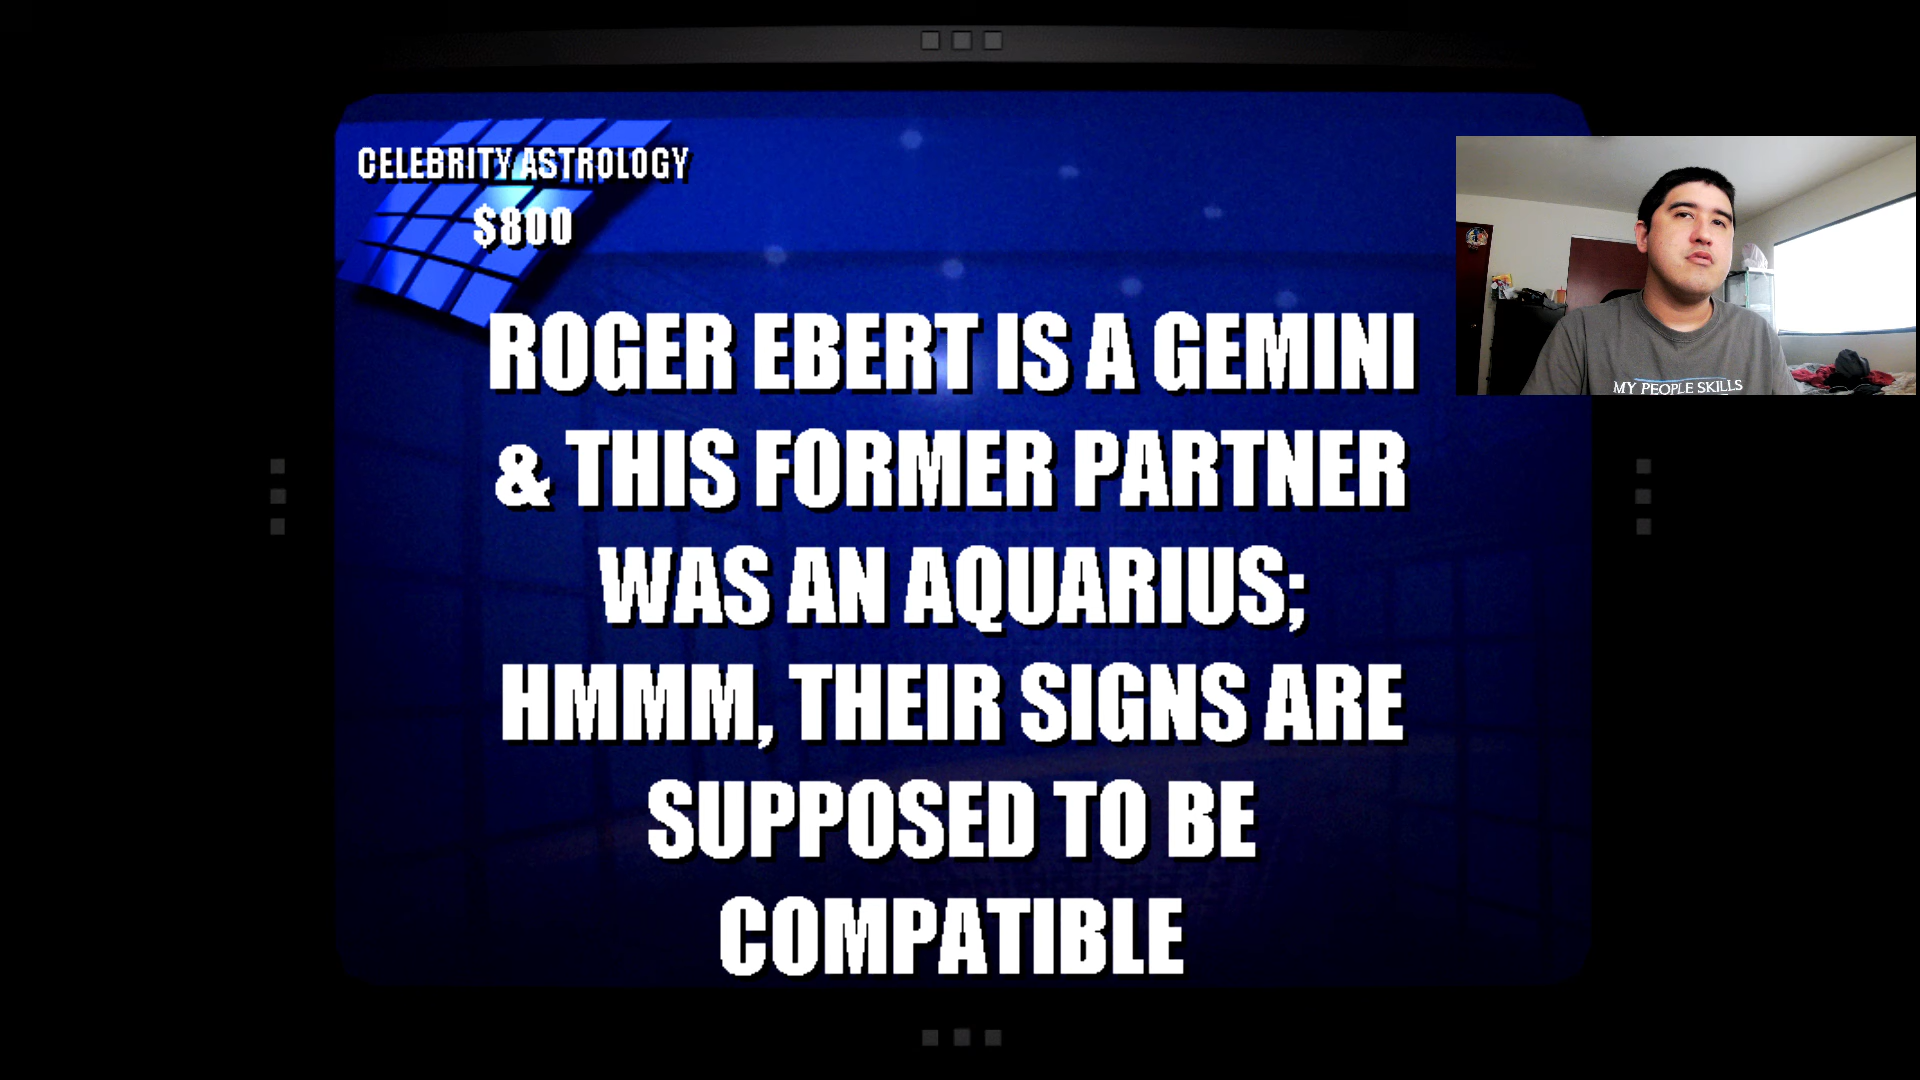 CELEBRITY ASTROLOGY
$800
ROGER EBERT IS A GEMINI
& THIS FORMER PARTNER
WAS AN AQUARIUS;
HMMM, THEIR SIGNS ARE
SUPPOSED TO BE
COMPATIBLE
MY PEOPLE SKILLS